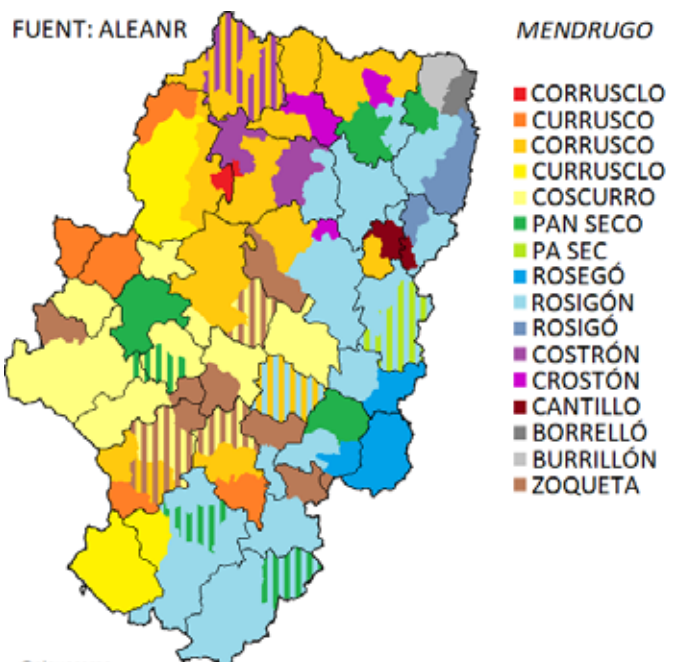 FUENT: ALEANR
MENDRUGO
CORRUSCLO
CURRUSCO
CORRUSCO
CURRUSCLO
COSCURRO
PAN SECO
PA SEC
ROSEGÓ
ROSIGÓN
ROSIGÓ
COSTRÓN
CROSTÓN
CANTILLO
BORRELLÓ
BURRILLÓN
ZOQUETA